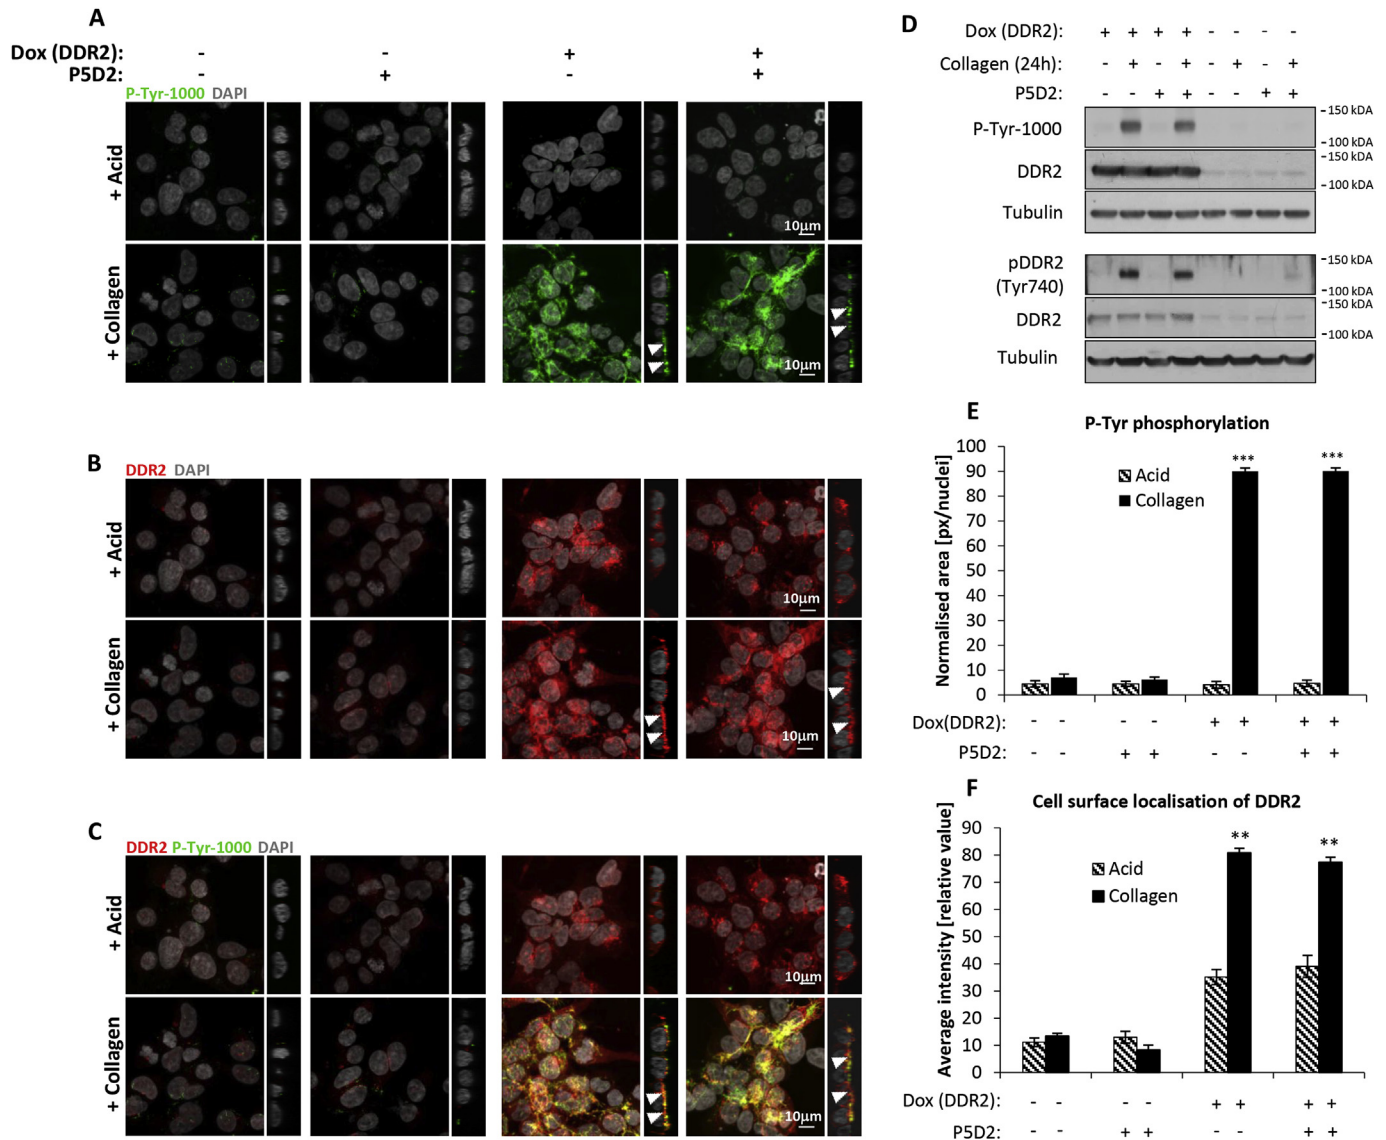 A
Dox (DDR2): - - + +
P5D2: - + - +
P-Tyr-1000 DAPI
+ Acid
10µm
+ Collagen
10µm
B
DDR2 DAPI
+ Acid
10µm
+ Collagen
10µm
C
DDR2 P-Tyr-1000 DAPI
+ Acid
10µm
+ Collagen
10µm
D
Dox (DDR2): + + + + - - - -
Collagen (24h): - + - + - + - +
P5D2: - - + + - - + +
P-Tyr-1000
- 150 kDA
- 100 kDA
DDR2
- 150 kDA
- 100 kDA
Tubulin
pDDR2
(Tyr740)
- 150 kDA
- 100 kDA
DDR2
- 150 kDA
- 100 kDA
Tubulin
E
P-Tyr phosphorylation
Normalised area [px/nuclei]
100
90
80
70
60
50
40
30
20
10
0
Acid
Collagen
*** ***
Dox(DDR2): - - - - + + + +
P5D2: - - + + - - + +
F
Cell surface localisation of DDR2
Average intensity [relative value]
90
80
70
60
50
40
30
20
10
0
Acid
Collagen
** **
Dox (DDR2): - - - - + + + +
P5D2: - - + + - - + +